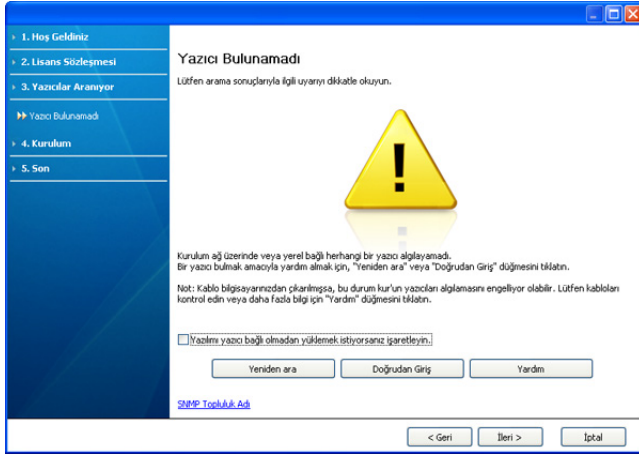 1. Hoş Geldiniz
2. Lisans Sözleşmesi
3. Yazıcılar Aranıyor
Yazıcı Bulunamadı
4. Kurulum
5. Son
Yazıcı Bulunamadı
Lütfen arama sonuçlarıyla ilgili uyarıyı dikkatle okuyun.
Kurulum ağ üzerinde veya yerel bağlı herhangi bir yazıcı algılayamadı.
Bir yazıcı bulmak amacıyla yardım almak için, "Yeniden ara" veya "Doğrudan Giriş" düğmesini tıklatın.
Not: Kablo bilgisayarınızdan çıkarılmışsa, bu durum kur'un yazıcıları algılamasını engelliyor olabilir. Lütfen kabloları
kontrol edin veya daha fazla bilgi için "Yardım" düğmesini tıklatın.
Yazılımı yazıcı bağlı olmadan yüklemek istiyorsanız işaretleyin.
Yeniden ara
Doğrudan Giriş
Yardım
SNMP Topluluk Adı
< Geri
İleri >
İptal